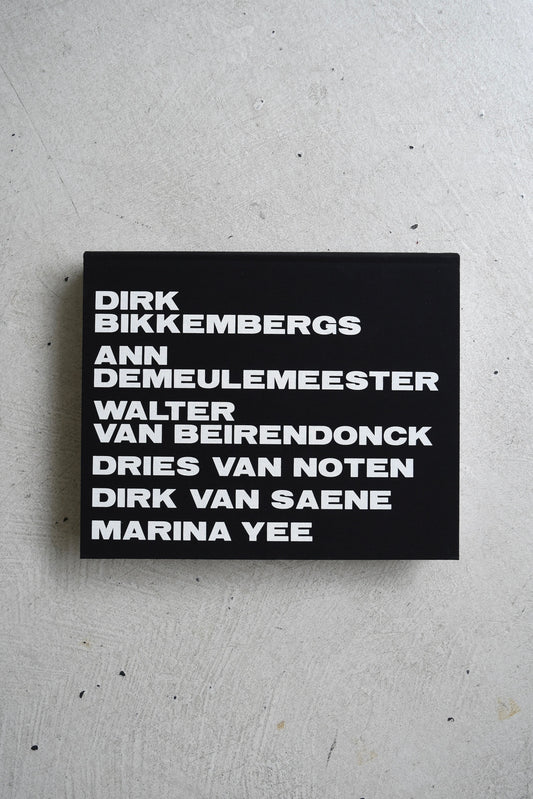 DIRK
BIKKEMBERGS
ANN
DEMEULEMEESTER
WALTER
VAN BEIRENDONCK
DRIES VAN NOTEN
DIRK VAN SAENE
MARINA YEE